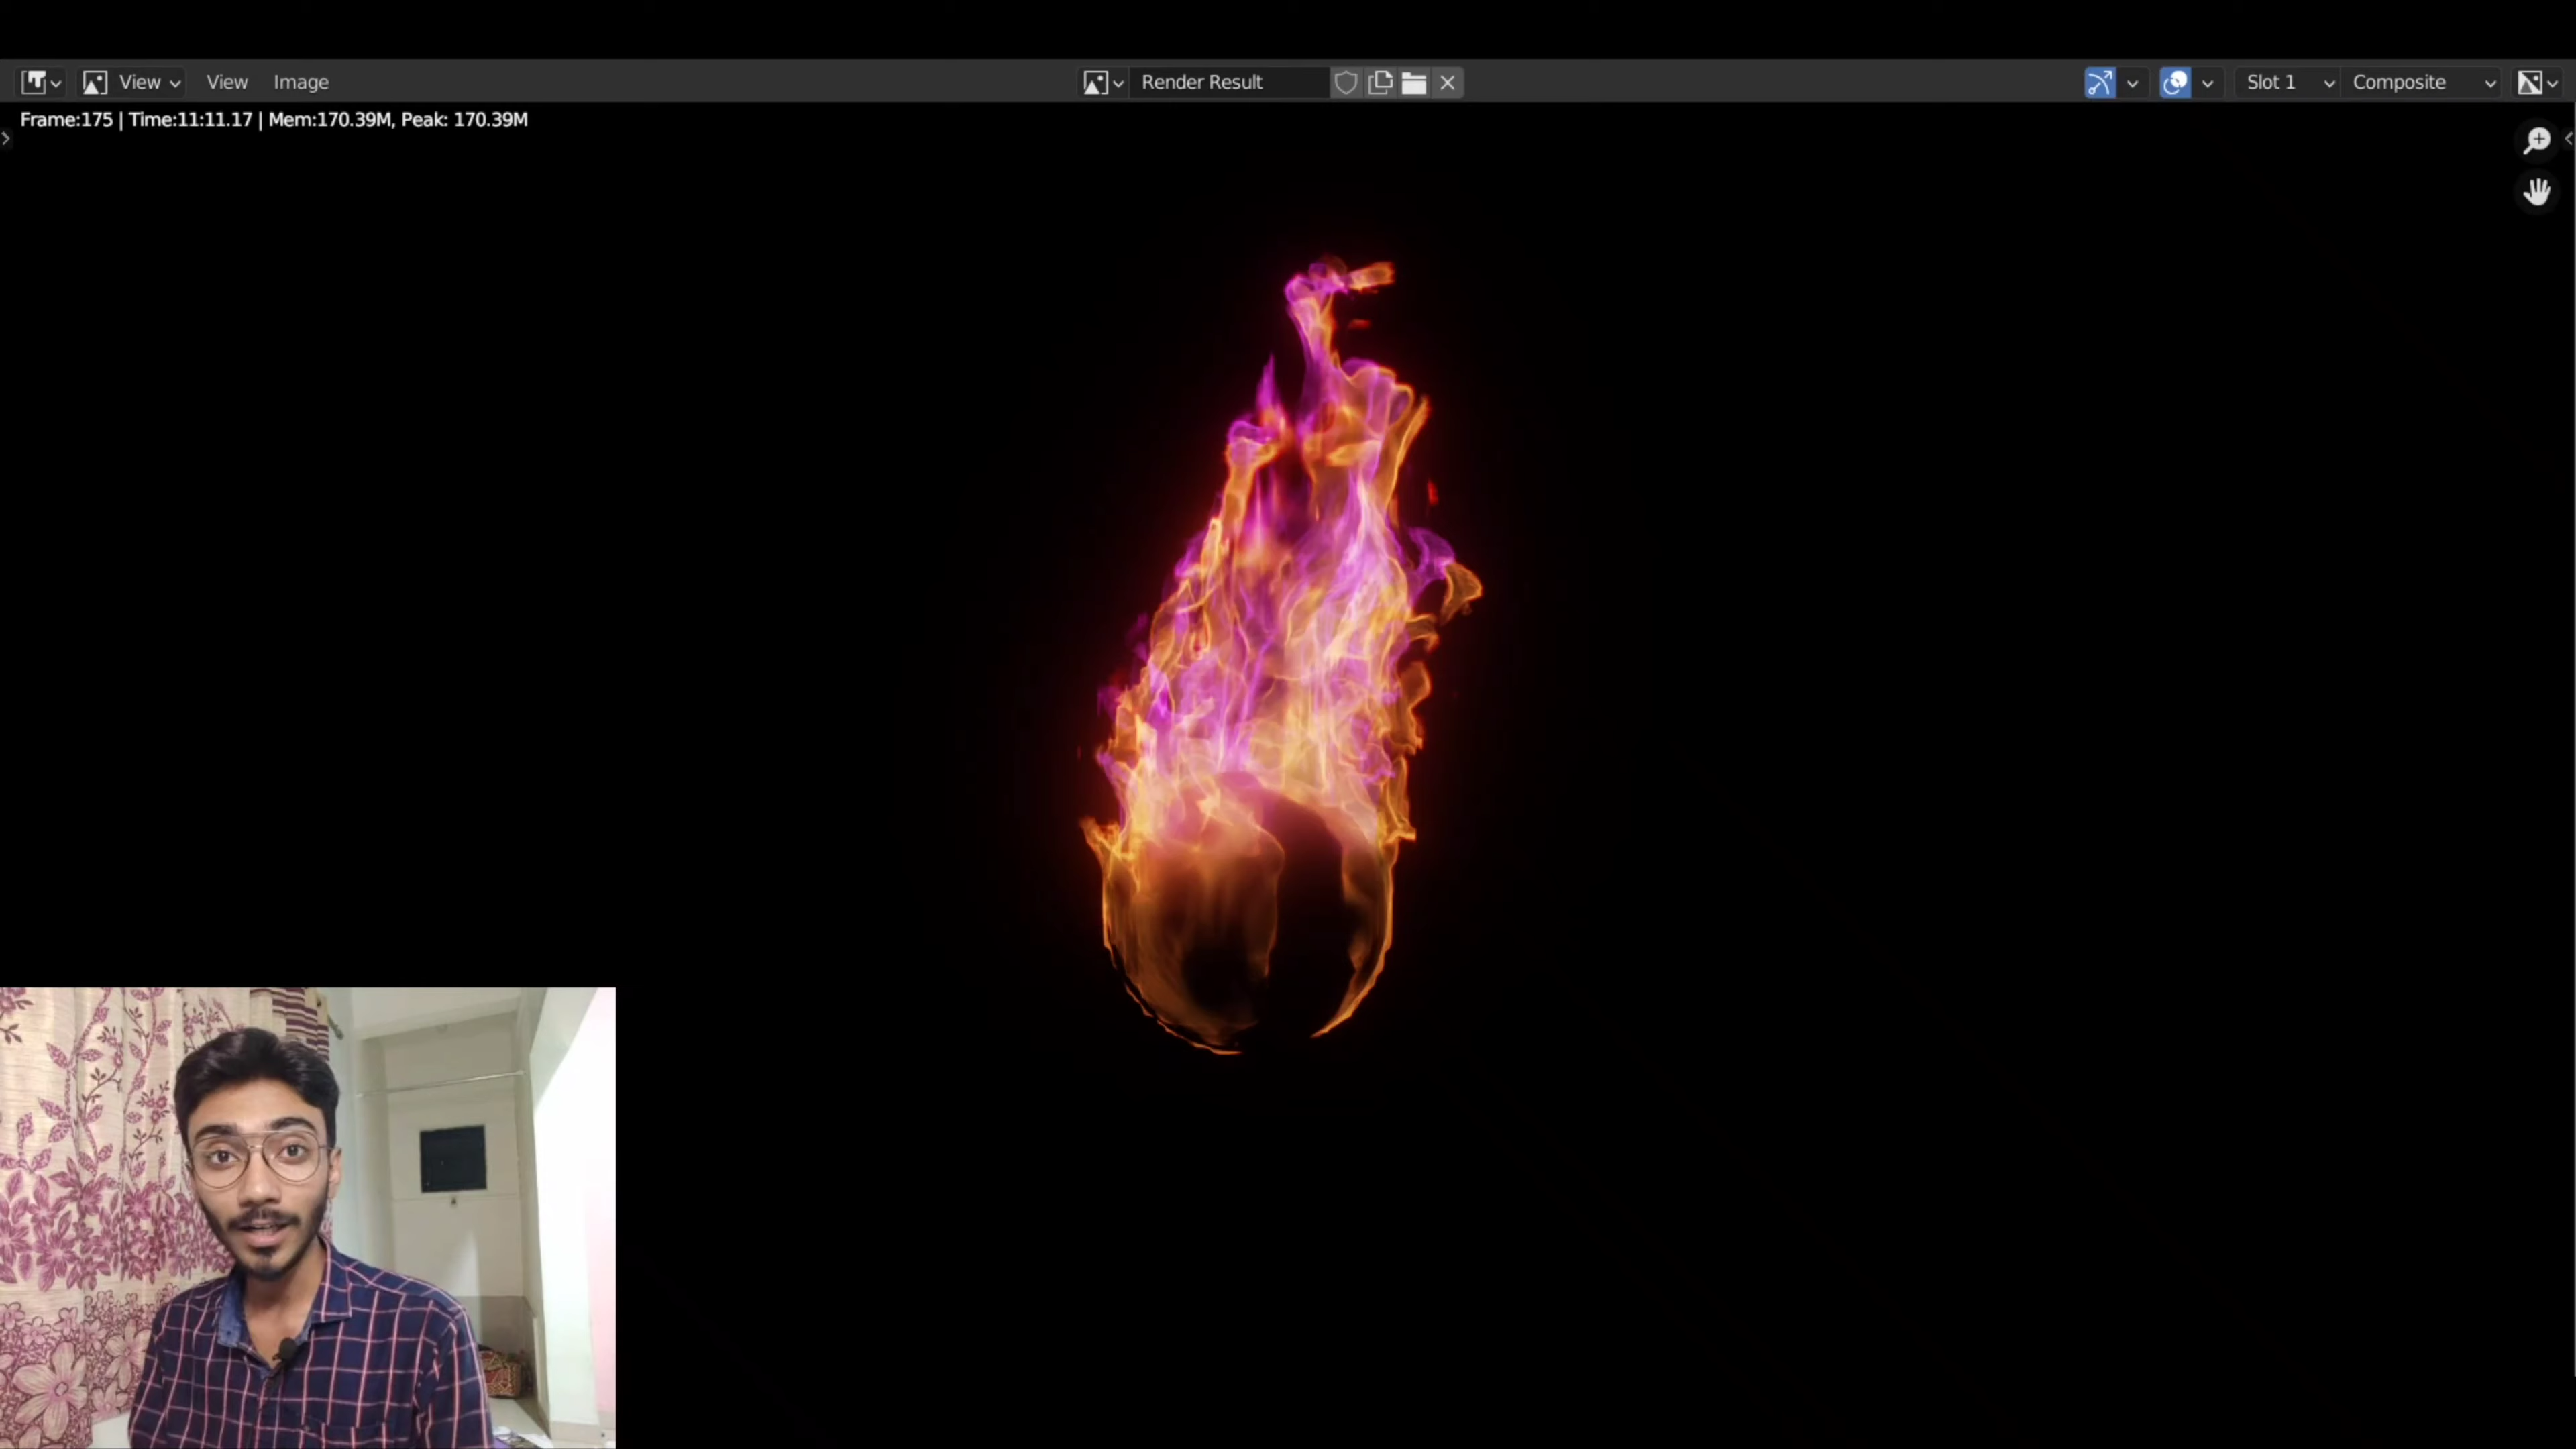 View View Image Render Result Slot 1 Composite
Frame:175 | Time:11:11.17 | Mem:170.39M, Peak: 170.39M